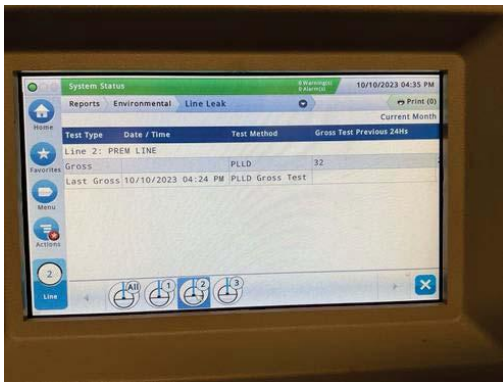 System Status
0 Warning(s)
0 Alarm(s)
10/10/2023 04:35 PM
Home
Reports Environmental Line Leak
Print (0)
Current Month
Test Type Date / Time Test Method Gross Test Previous 24Hs
Line 2: PREM LINE
Favorites
Gross PLLD 32
Last Gross 10/10/2023 04:24 PM PLLD Gross Test
Menu
Actions
2
Line
All 1 2 3